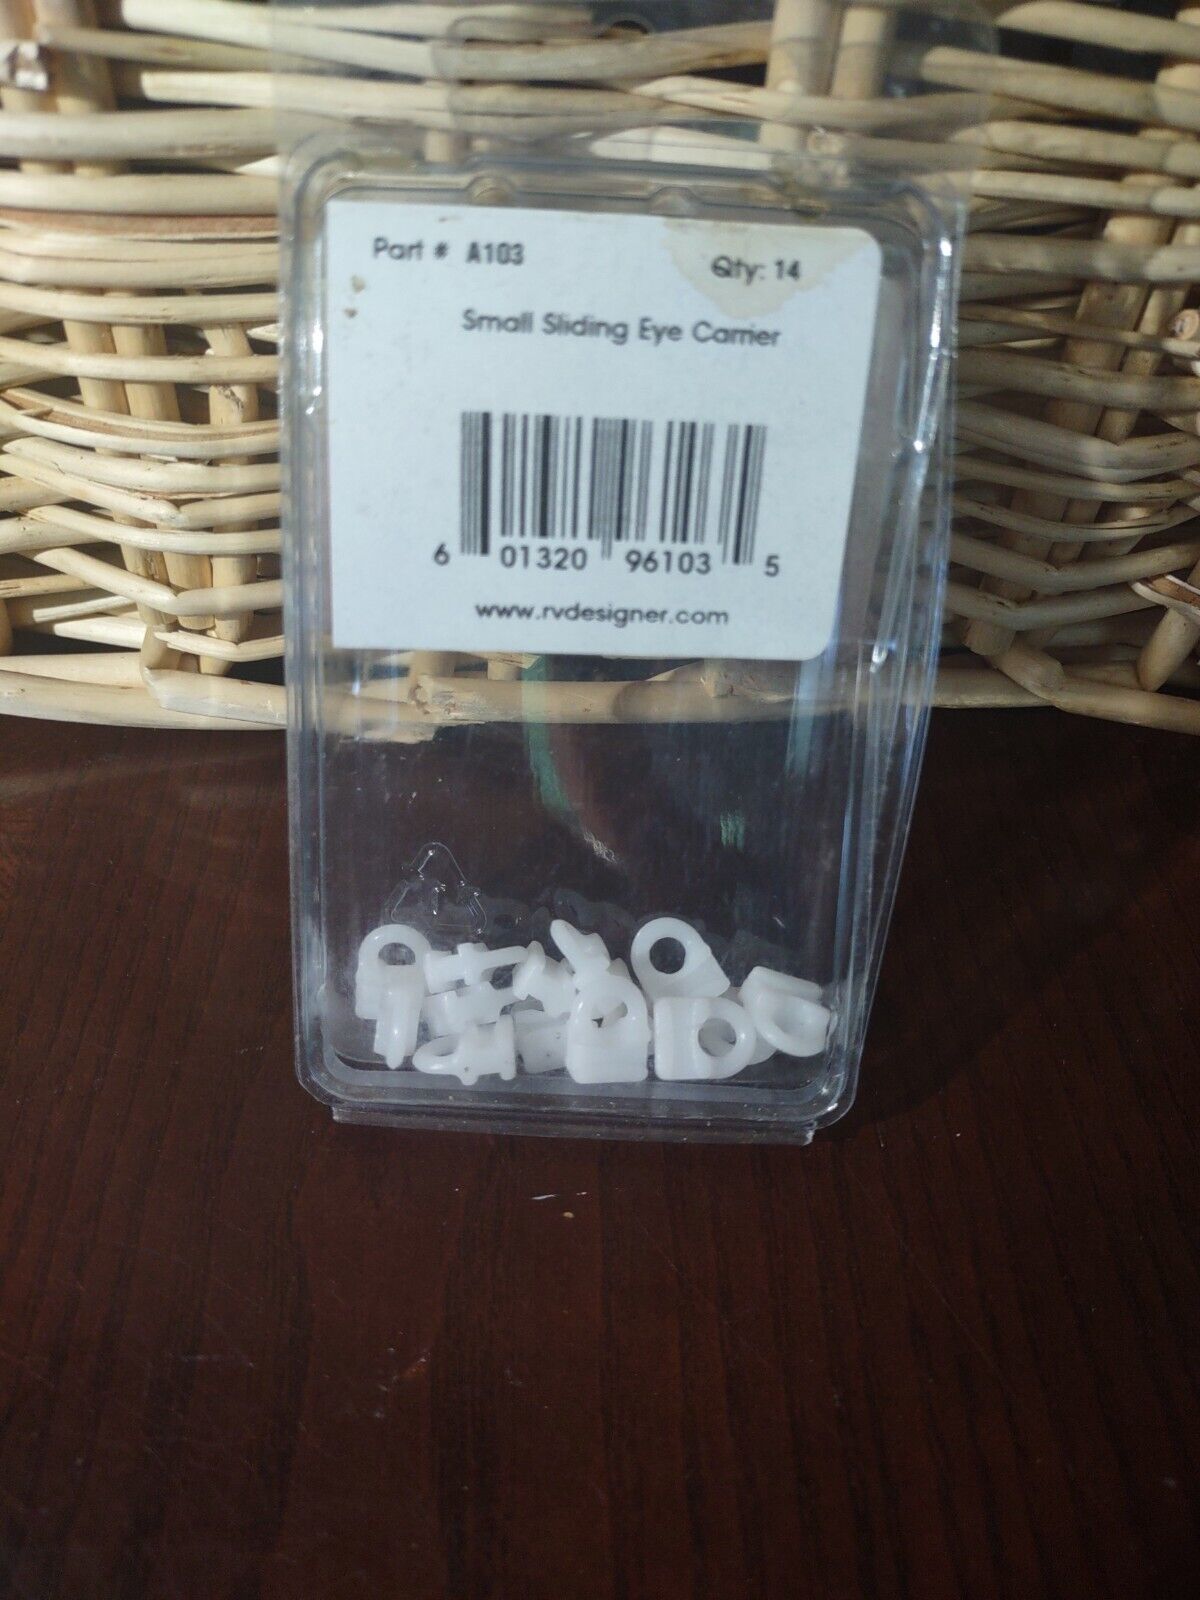 Part # A103 Qty: 14
Small Sliding Eye Carrier
6 01320 96103 5
www.rvdesigner.com